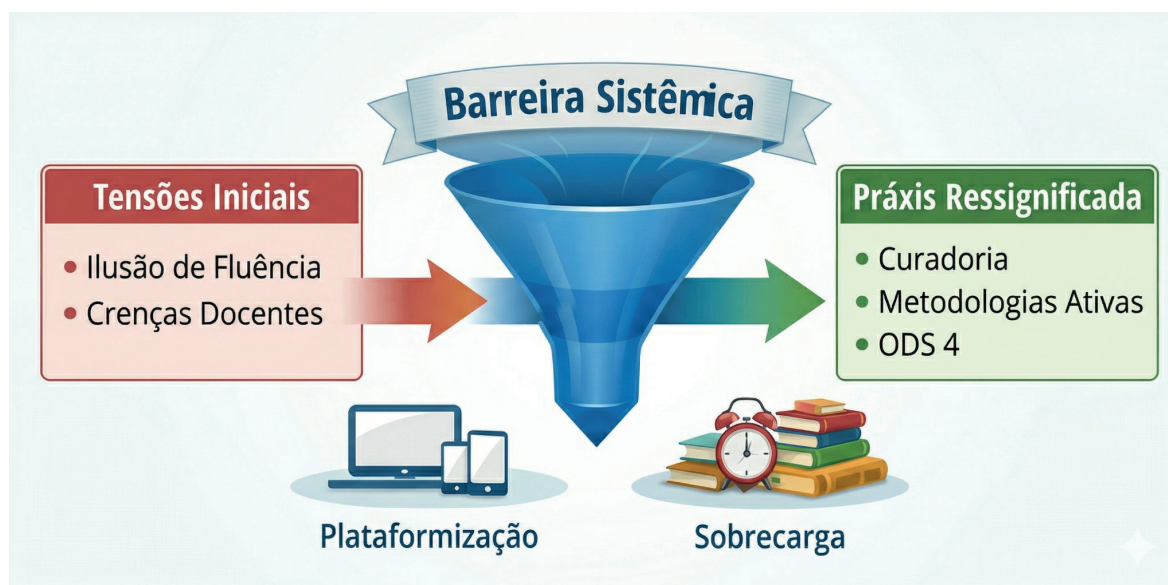 Barreira Sistêmica
Tensões Iniciais
• Ilusão de Fluência
• Crenças Docentes
Práxis Ressignificada
• Curadoria
• Metodologias Ativas
• ODS 4
Plataformização
Sobrecarga